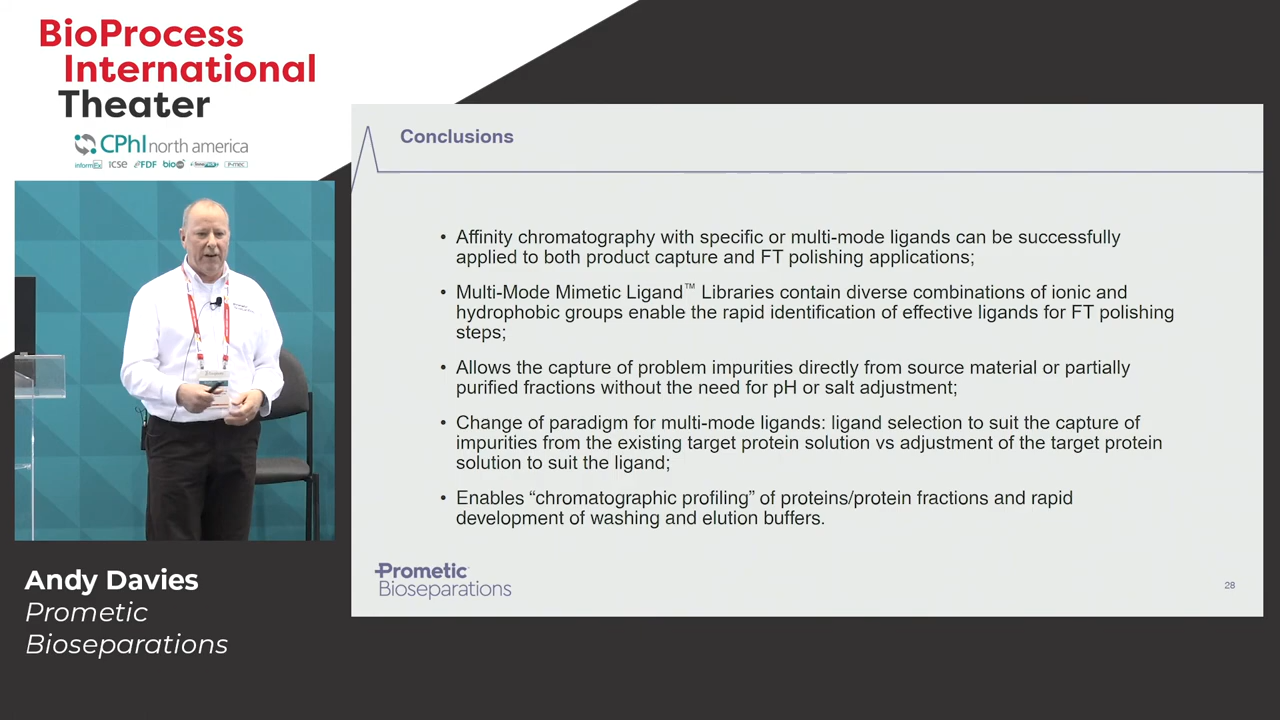 BioProcess
International
Theater
CPhI north america
informEx ICSE FDF bio
Conclusions
• Affinity chromatography with specific or multi-mode ligands can be successfully
applied to both product capture and FT polishing applications;
• Multi-Mode Mimetic Ligand™ Libraries contain diverse combinations of ionic and
hydrophobic groups enable the rapid identification of effective ligands for FT polishing
steps;
• Allows the capture of problem impurities directly from source material or partially
purified fractions without the need for pH or salt adjustment;
• Change of paradigm for multi-mode ligands: ligand selection to suit the capture of
impurities from the existing target protein solution vs adjustment of the target protein
solution to suit the ligand;
• Enables “chromatographic profiling” of proteins/protein fractions and rapid
development of washing and elution buffers.
Prometic
Bioseparations
28
Andy Davies
Prometic
Bioseparations